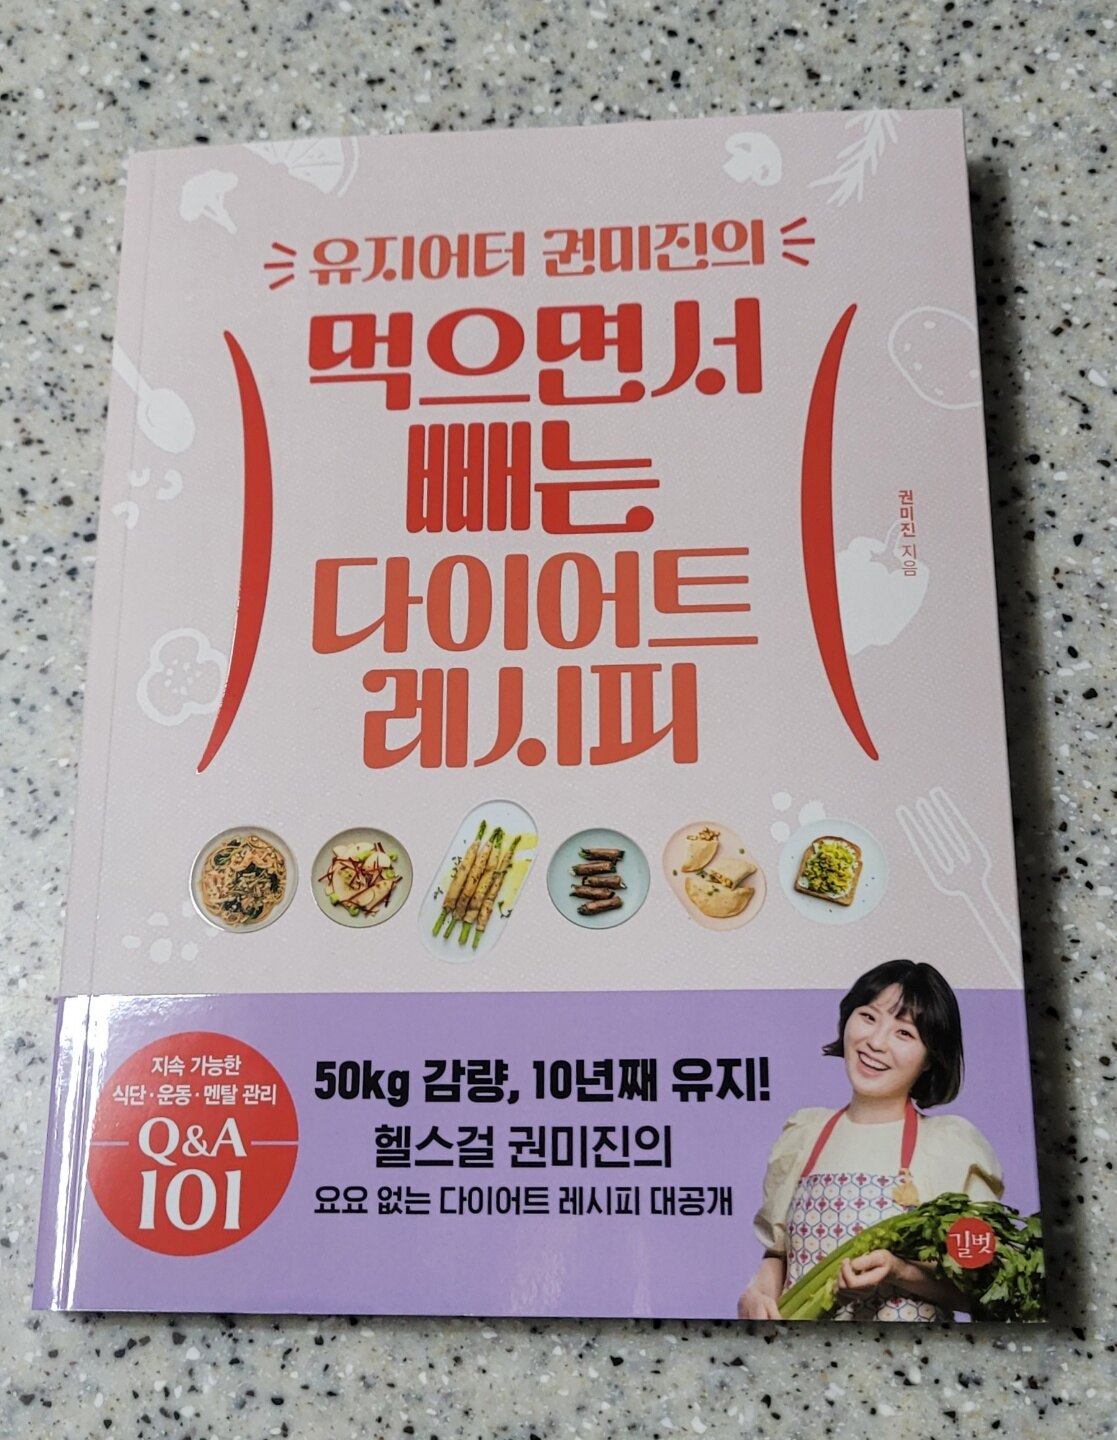 유지어터 권미진의
먹으면서
빼는
다이어트
레시피
권미진 지음
지속 가능한
식단·운동·멘탈 관리
Q&A
101
50kg 감량, 10년째 유지!
헬스걸 권미진의
요요 없는 다이어트 레시피 대공개
길벗